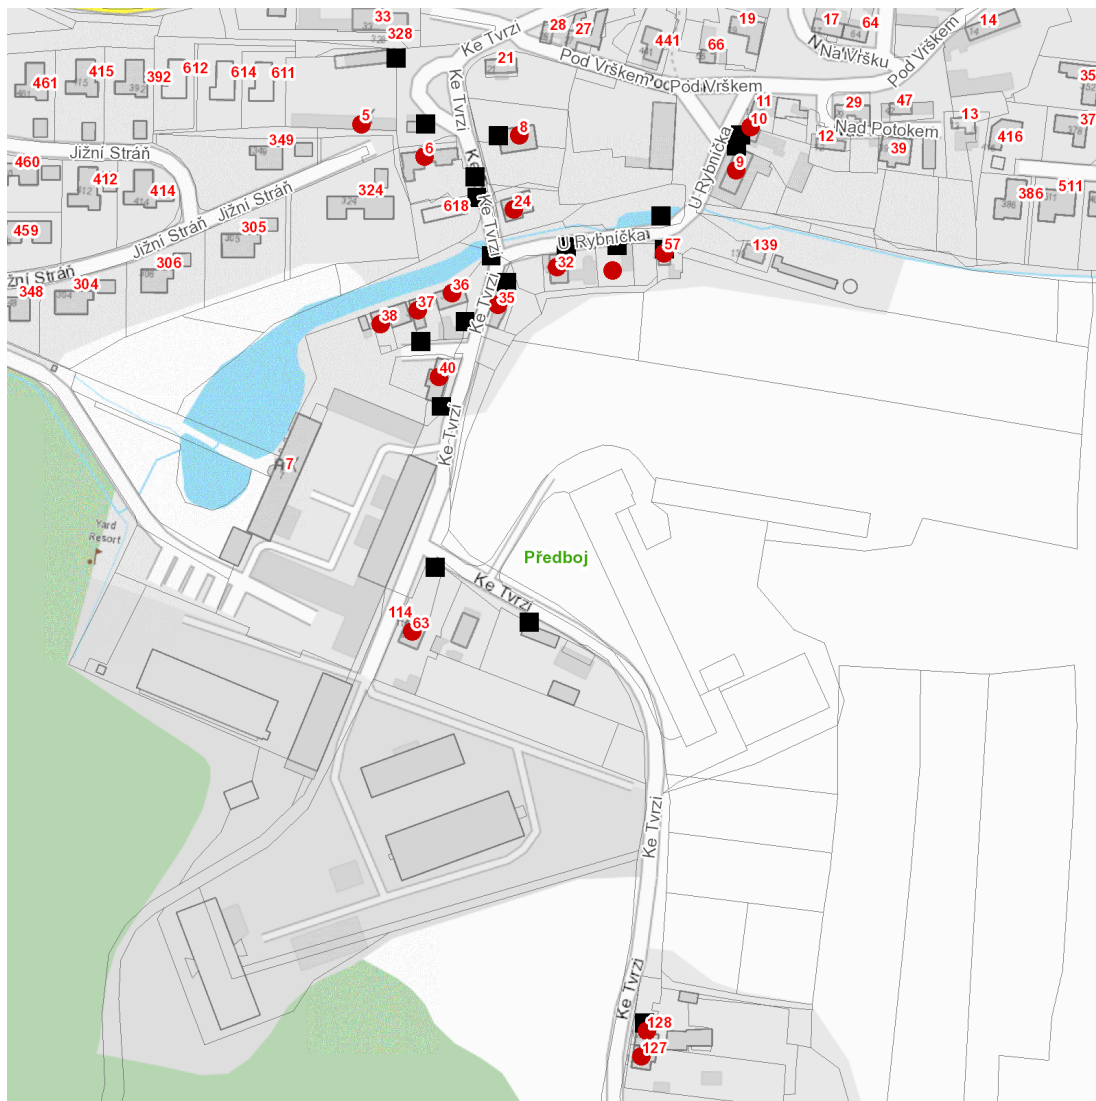 33
328
Ke Tvrzi
28
27
441
66
19
17
64
14
Na Vršku
Pod Vrškem
Pod Vrškem
Pod Vrškem
21
461
415
392
612
614
611
5
8
6
349
Ke Tvrzi
11
10
9
U Rybníčka
29
47
12
39
Nad Potokem
13
416
35
37
386
511
Jižní Stráň
460
412
414
324
618
24
Ke Tvrzi
Jižní Stráň
Jižní Stráň
459
305
306
304
348
U Rybníčka
57
139
32
36
37
38
35
Ke Tvrzi
40
Ke Tvrzi
7
Yard
Resort
Předboj
Ke Tvrzi
114
63
Ke Tvrzi
Ke Tvrzi
128
127